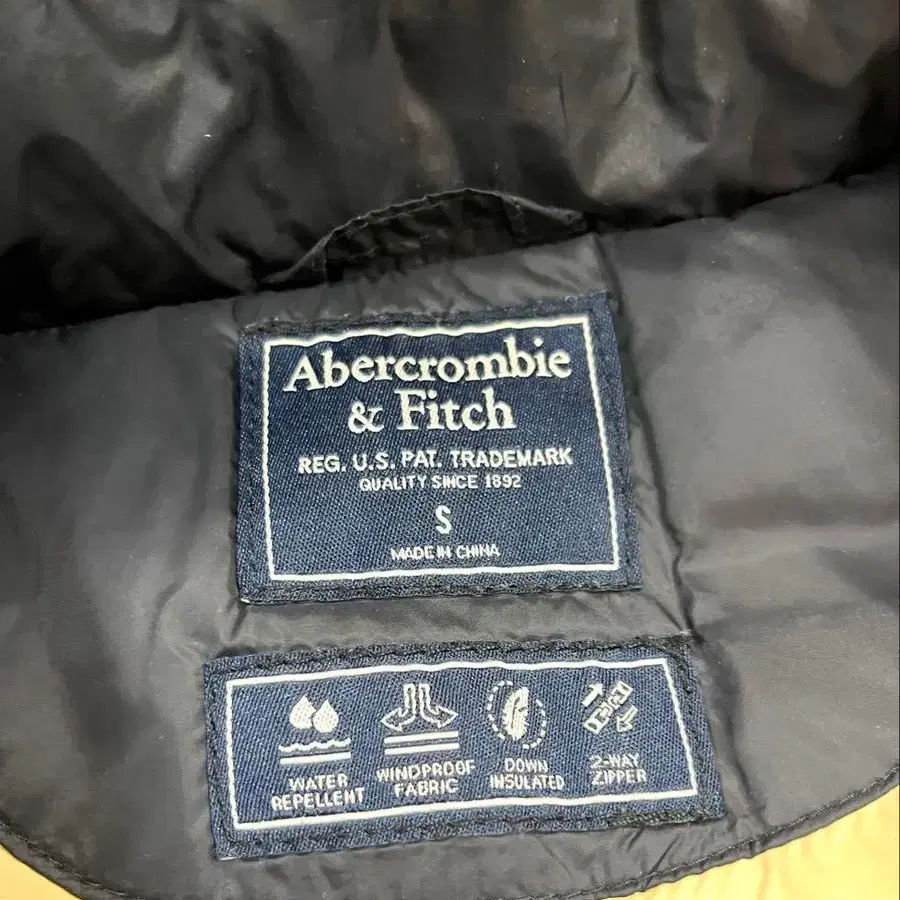 Abercrombie
& Fitch
REG. U.S. PAT. TRADEMARK
QUALITY SINCE 1892
S
MADE IN CHINA
WATER
REPELLENT
WINDPROOF
FABRIC
DOWN
INSULATED
2-WAY
ZIPPER